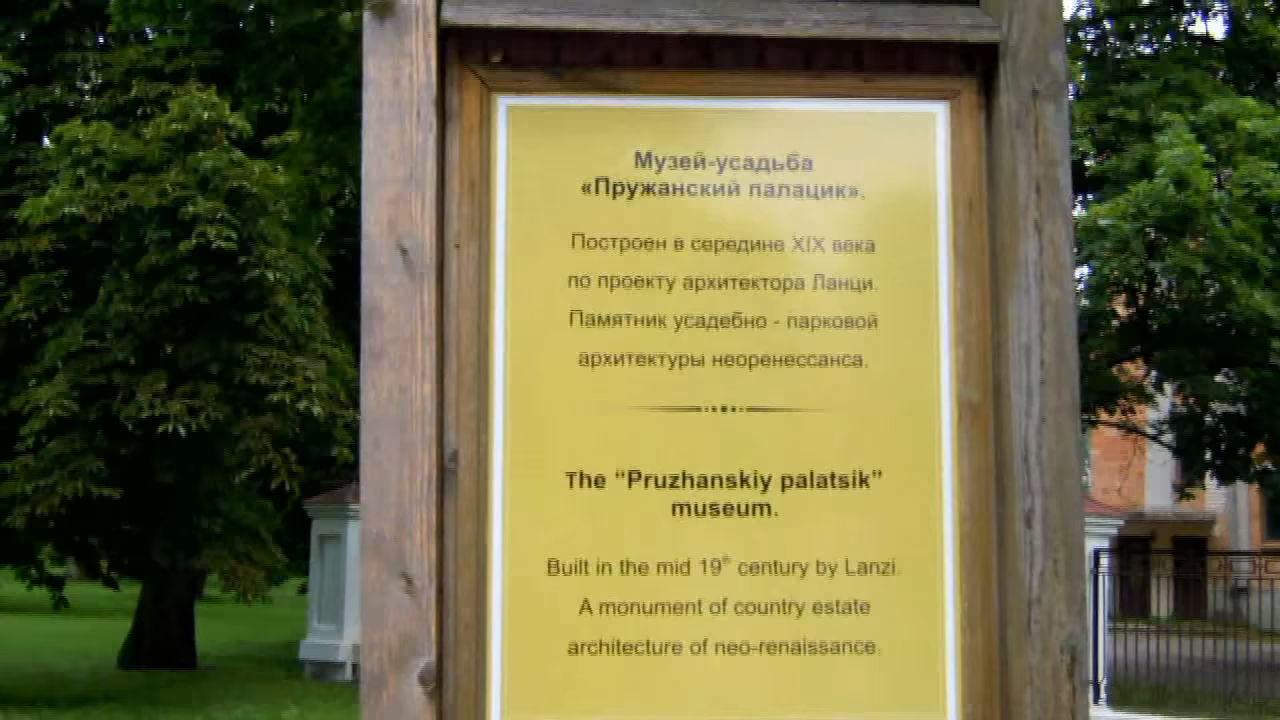 Музей-усадьба
«Пружанский палацик».
Построен в середине XIX века
по проекту архитектора Ланци.
Памятник усадебно - парковой
архитектуры неоренессанса.
The “Pruzhanskiy palatsik”
museum.
Built in the mid 19th century by Lanzi.
A monument of country estate
architecture of neo-renaissance.